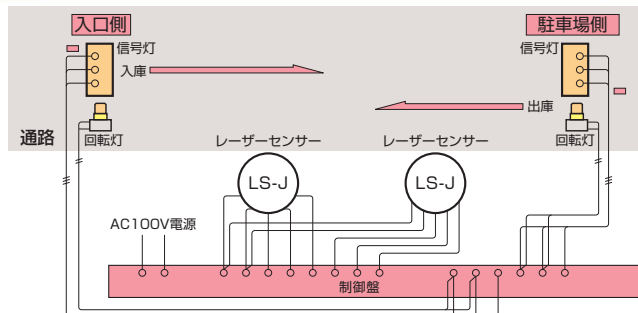 入口側
駐車場側
信号灯
信号灯
入庫
出庫
通路
回転灯
レーザーセンサー
レーザーセンサー
回転灯
LS-J
LS-J
AC100V電源
制御盤